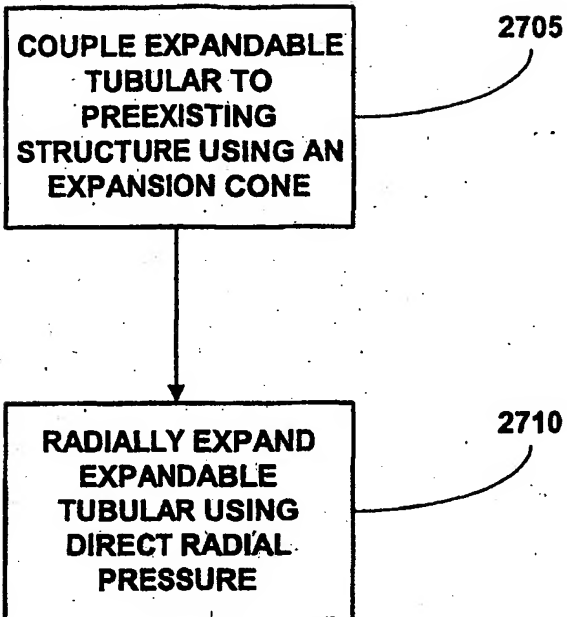 2705
COUPLE EXPANDABLE
TUBULAR TO
PREEXISTING
STRUCTURE USING AN
EXPANSION CONE
2710
RADIALLY EXPAND
EXPANDABLE
TUBULAR USING
DIRECT RADIAL
PRESSURE